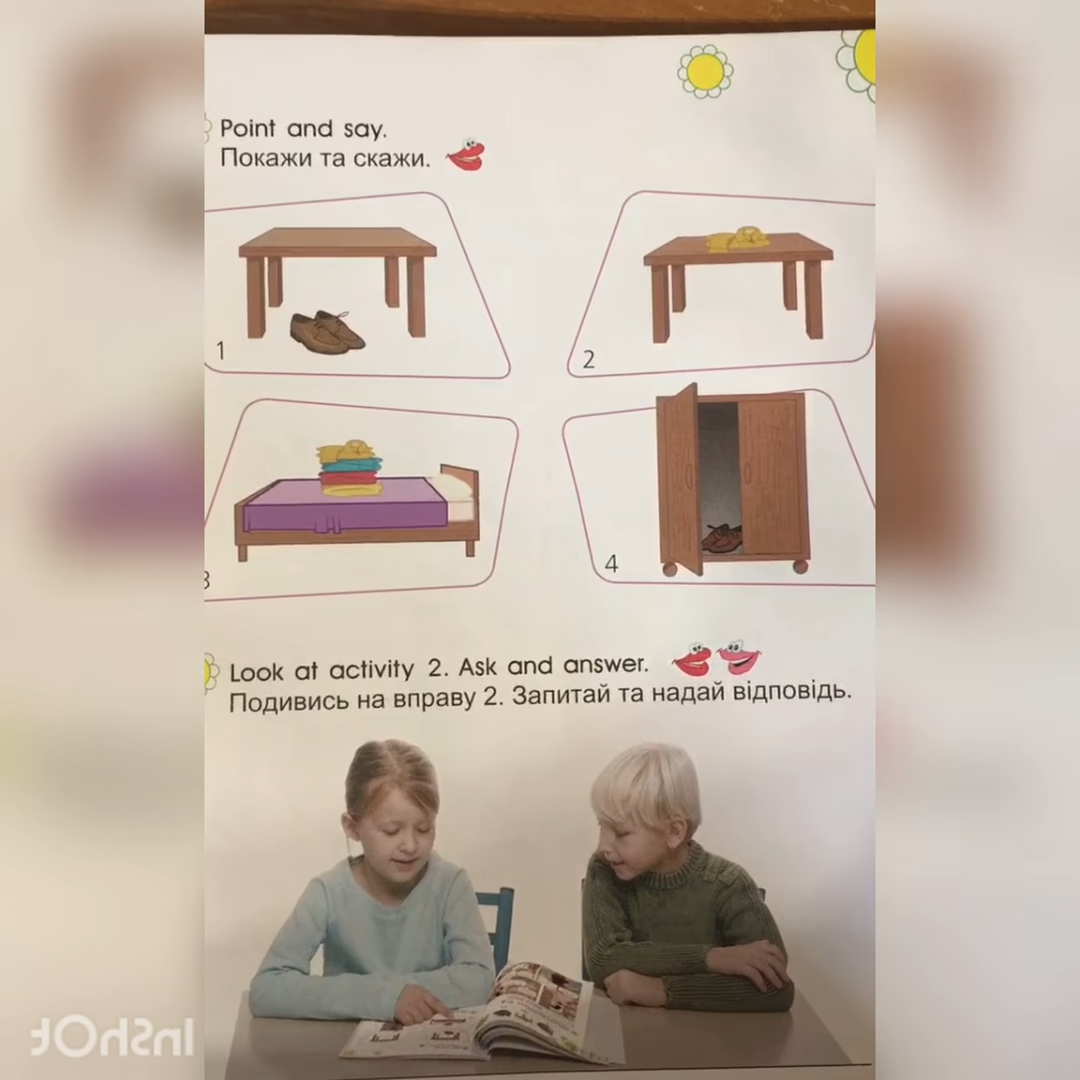 Point and say.
Покажи та скажи.
1
2
3
4
Look at activity 2. Ask and answer.
Подивись на вправу 2. Запитай та надай відповідь.
InShOt